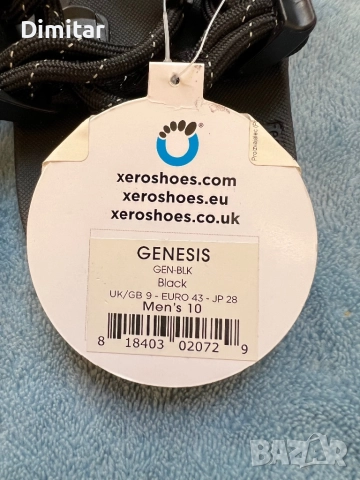 Dimitar
®
xeroshoes.com
xeroshoes.eu
xeroshoes.co.uk
GENESIS
GEN-BLK
Black
UK/GB 9 - EURO 43 - JP 28
Men's 10
8 18403 02072 9
BAZAR